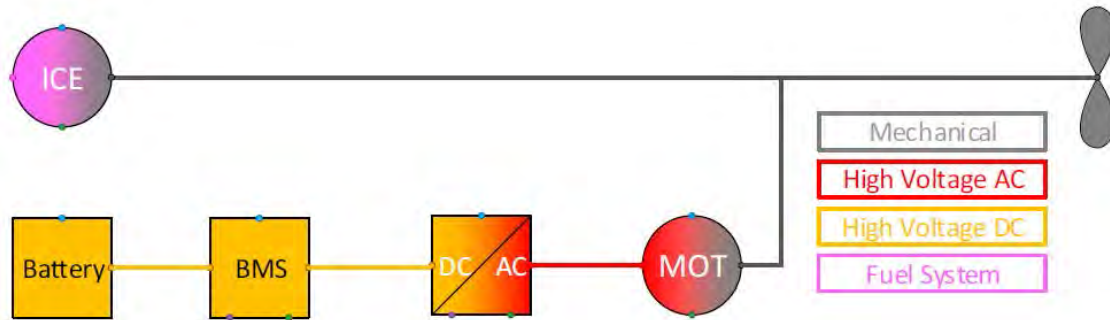 ICE
Mechanical
High Voltage AC
High Voltage DC
Fuel System
Battery
BMS
DC
AC
MOT